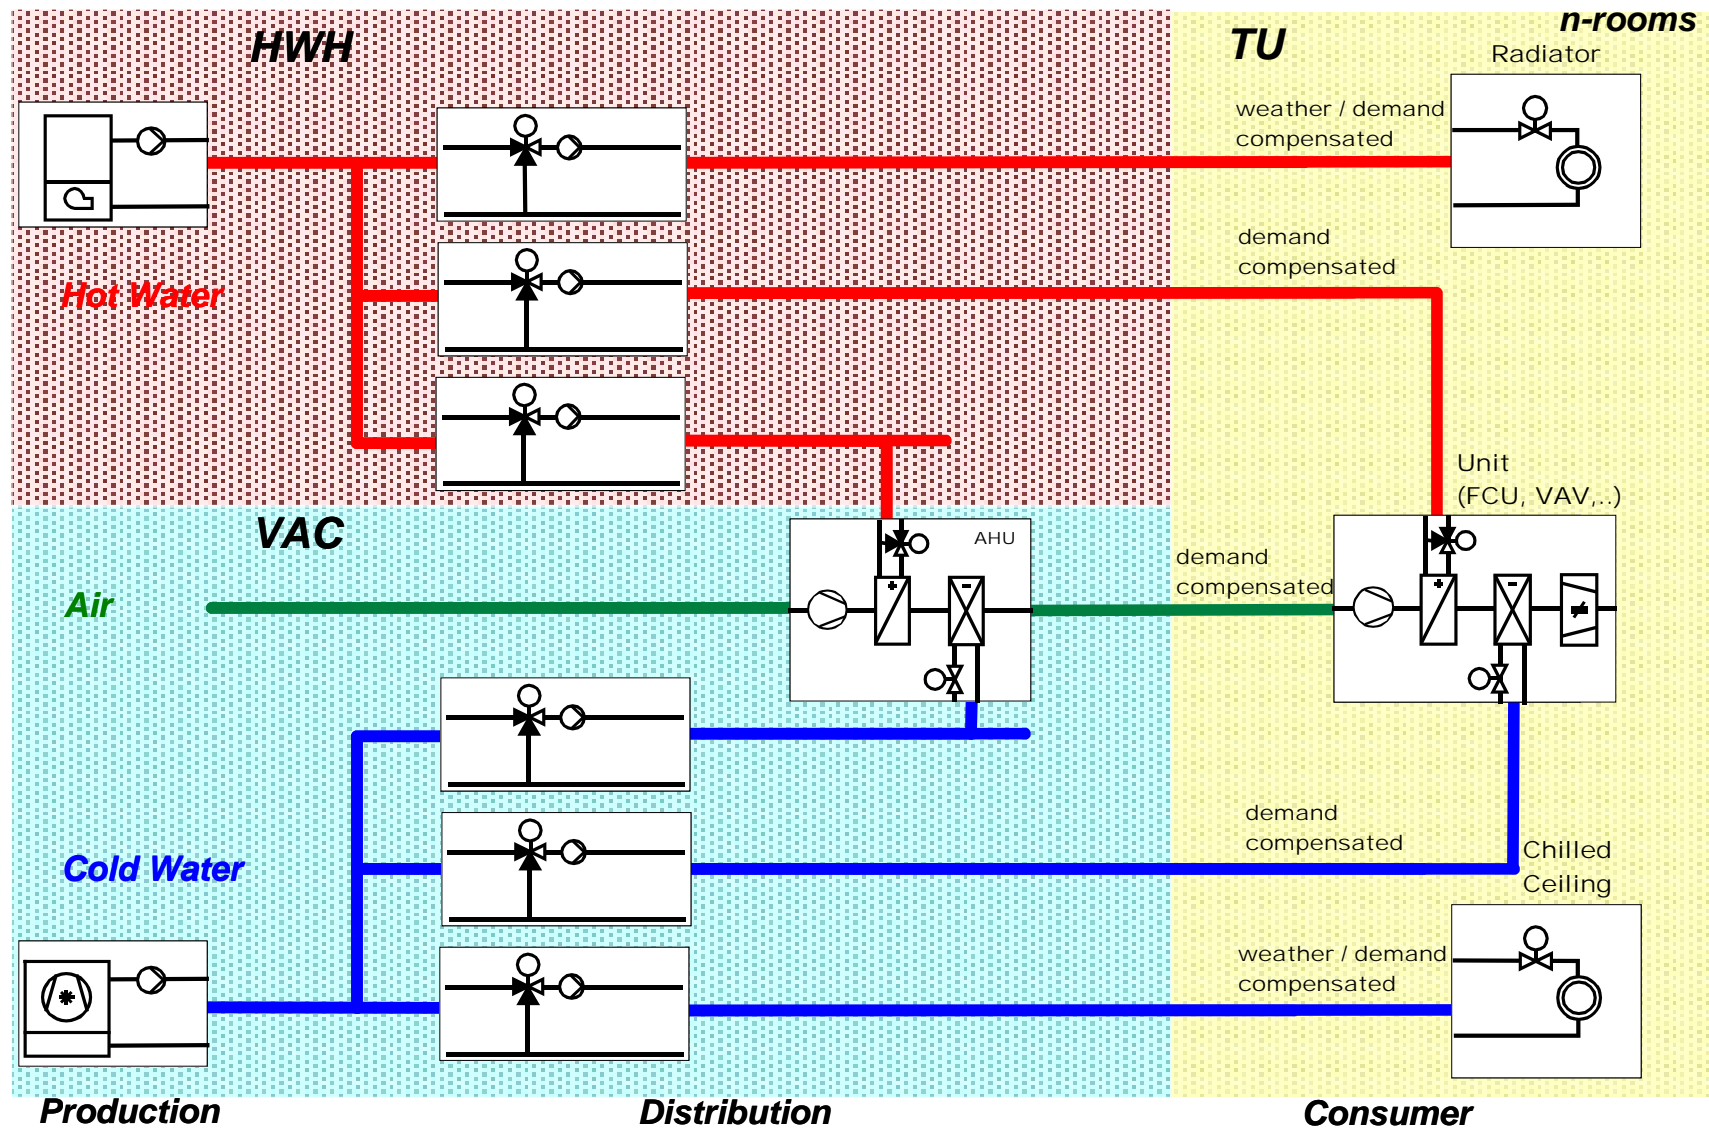 n-rooms
HWH
TU
Radiator
weather / demand
compensated
demand
compensated
Hot Water
Unit
(FCU, VAV,..)
VAC
AHU
demand
compensated
Air
+
-
+
-
demand
compensated
Chilled
Ceiling
Cold Water
weather / demand
compensated
Production
Distribution
Consumer